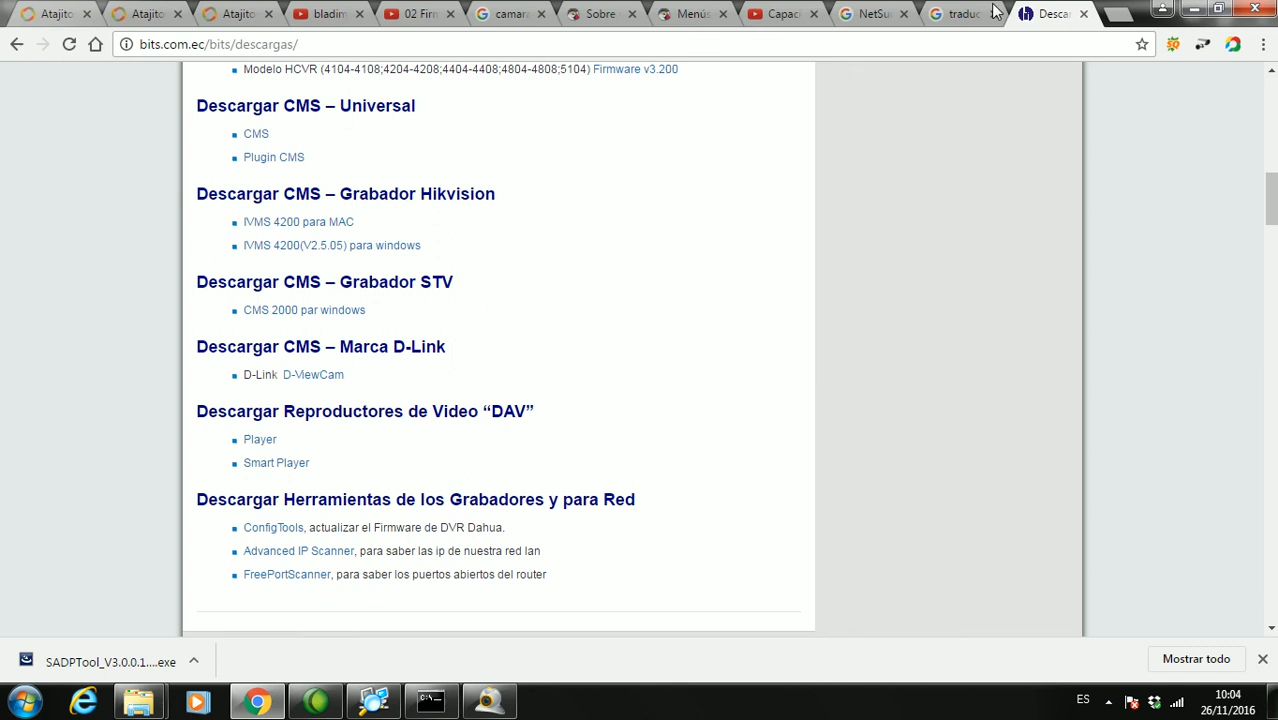 Atajito
Atajito
Atajito
bladim
02 Firm
camara
Sobre
Menús
Capaci
NetSu
traduc
Desca
bits.com.ec/bits/descargas/
Modelo HCVR (4104-4108;4204-4208;4404-4408;4804-4808;5104) Firmware v3.200
Descargar CMS – Universal
CMS
Plugin CMS
Descargar CMS – Grabador Hikvision
IVMS 4200 para MAC
IVMS 4200(V2.5.05) para windows
Descargar CMS – Grabador STV
CMS 2000 par windows
Descargar CMS – Marca D-Link
D-Link D-ViewCam
Descargar Reproductores de Video “DAV”
Player
Smart Player
Descargar Herramientas de los Grabadores y para Red
ConfigTools, actualizar el Firmware de DVR Dahua.
Advanced IP Scanner, para saber las ip de nuestra red lan
FreePortScanner, para saber los puertos abiertos del router
SADPTool_V3.0.0.1....exe
Mostrar todo
ES
10:04
26/11/2016